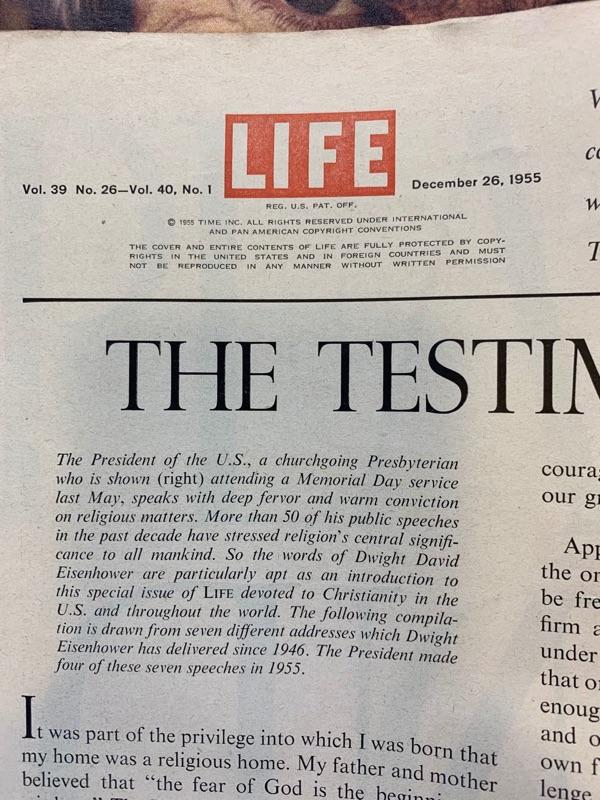 LIFE
Vol. 39 No. 26—Vol. 40, No. 1
December 26, 1955
REG. U.S. PAT. OFF.
© 1955 TIME INC. ALL RIGHTS RESERVED UNDER INTERNATIONAL
AND PAN AMERICAN COPYRIGHT CONVENTIONS
THE COVER AND ENTIRE CONTENTS OF LIFE ARE FULLY PROTECTED BY COPY-
RIGHTS IN THE UNITED STATES AND IN FOREIGN COUNTRIES AND MUST
NOT BE REPRODUCED IN ANY MANNER WITHOUT WRITTEN PERMISSION
THE TESTIM
The President of the U.S., a churchgoing Presbyterian
who is shown (right) attending a Memorial Day service
last May, speaks with deep fervor and warm conviction
on religious matters. More than 50 of his public speeches
in the past decade have stressed religion's central signifi-
cance to all mankind. So the words of Dwight David
Eisenhower are particularly apt as an introduction to
this special issue of LIFE devoted to Christianity in the
U.S. and throughout the world. The following compila-
tion is drawn from seven different addresses which Dwight
Eisenhower has delivered since 1946. The President made
four of these seven speeches in 1955.
It was part of the privilege into which I was born that
my home was a religious home. My father and mother
believed that “the fear of God is the
courag
our gr
App
the on
be fre
firm a
under
that o
enoug
and o
own f
lenge